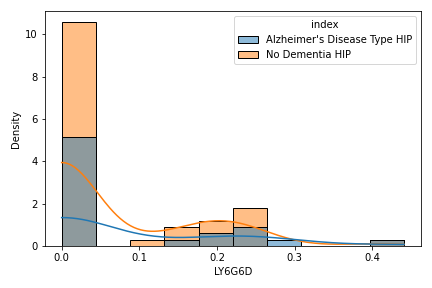 index
Alzheimer's Disease Type HIP
No Dementia HIP
10
8
6
4
2
0
Density
0.0 0.1 0.2 0.3 0.4
LY6G6D